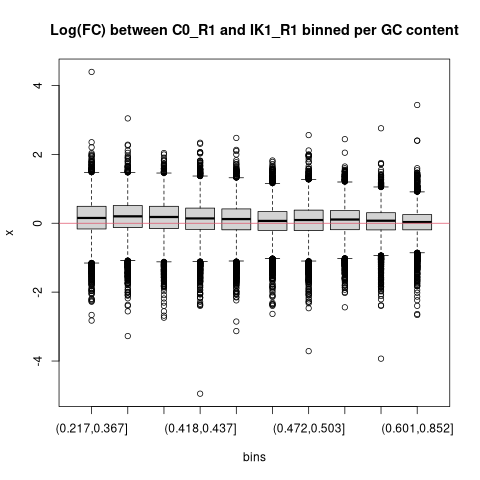 Log(FC) between C0_R1 and IK1_R1 binned per GC content
4
2
0
-2
-4
x
(0.217,0.367] (0.418,0.437] (0.472,0.503] (0.601,0.852]
bins